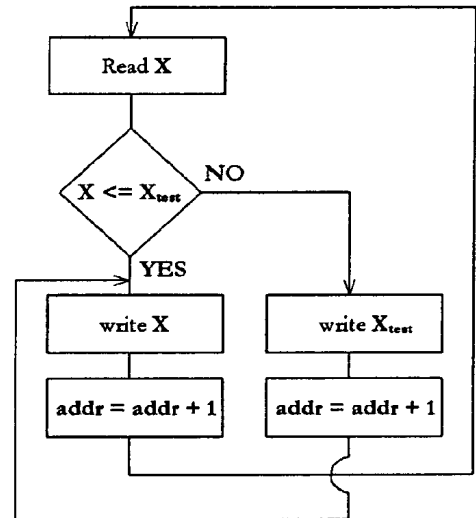 Read X
X <= Xtest
NO
YES
write X
write Xtest
addr = addr + 1
addr = addr + 1